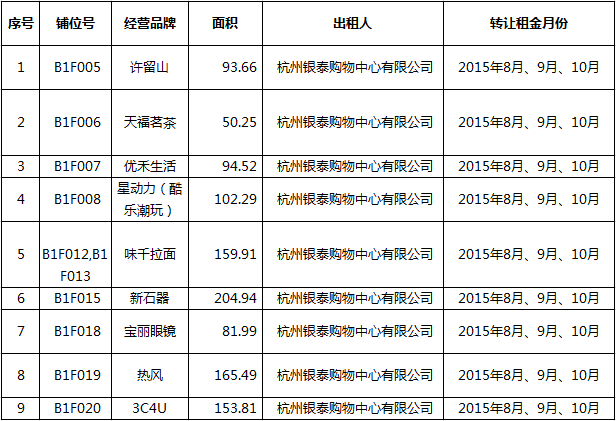 序号 铺位号 经营品牌 面积 出租人 转让租金月份
1 B1F005 许留山 93.66 杭州银泰购物中心有限公司 2015年8月、9月、10月
2 B1F006 天福茗茶 50.25 杭州银泰购物中心有限公司 2015年8月、9月、10月
3 B1F007 优禾生活 94.52 杭州银泰购物中心有限公司 2015年8月、9月、10月
4 B1F008 星动力（酷
乐潮玩） 102.29 杭州银泰购物中心有限公司 2015年8月、9月、10月
5 B1F012,B1
F013 味千拉面 159.91 杭州银泰购物中心有限公司 2015年8月、9月、10月
6 B1F015 新石器 204.94 杭州银泰购物中心有限公司 2015年8月、9月、10月
7 B1F018 宝丽眼镜 81.99 杭州银泰购物中心有限公司 2015年8月、9月、10月
8 B1F019 热风 165.49 杭州银泰购物中心有限公司 2015年8月、9月、10月
9 B1F020 3C4U 153.81 杭州银泰购物中心有限公司 2015年8月、9月、10月